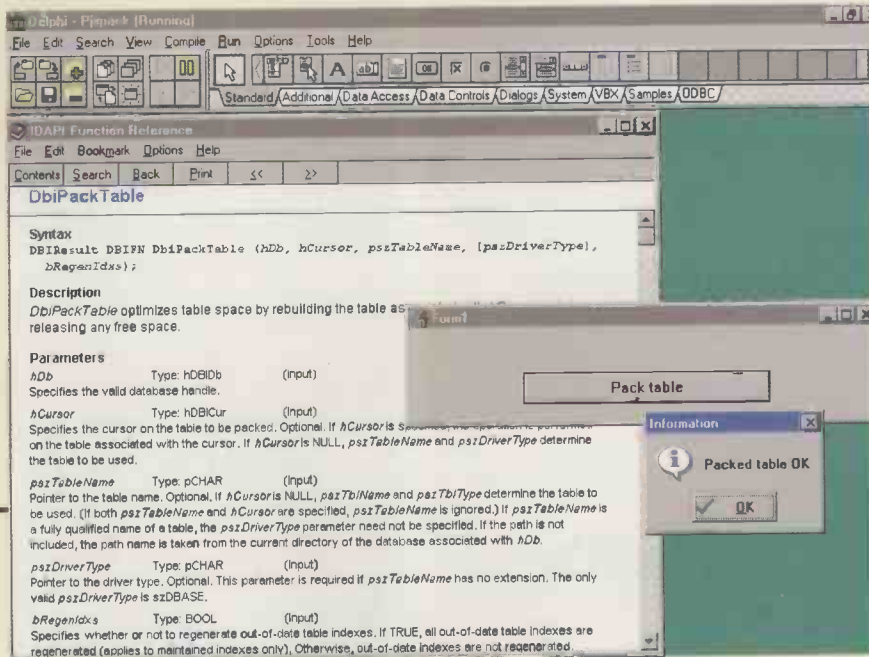 Delphi - Pjmpack (Running)
File Edit Search View Compile Run Options Tools Help
OK
Standard Additional Data Access Data Controls Dialogs System VBX Samples ODBC
IDAPI Function Reference
File Edit Bookmark Options Help
Contents Search Back Print << >>
DbiPackTable
Syntax
DBIResult DBIFN DbiPackTable (hDb, hCursor, pszTableName, [pszDriverType],
bRegenIdxs);
Description
DbiPackTable optimizes table space by rebuilding the table
releasing any free space.
Form1
Pack table
Parameters
hDb Type: hDBIDb (Input)
Specifies the valid database handle.
hCursor Type: hDBICur (Input)
Specifies the cursor on the table to be packed. Optional. If hCursor is
on the table associated with the cursor. If hCursor is NULL, pszTableName and pszDriverType determine
the table to be used.
pszTableName Type: pCHAR (Input)
Pointer to the table name. Optional. If hCursor is NULL, pszTblName and pszTblType determine the table to
be used. (If both pszTableName and hCursor are specified, pszTableName is ignored.) If pszTableName is
a fully qualified name of a table, the pszDriverType parameter need not be specified. If the path is not
included, the path name is taken from the current directory of the database associated with hDb.
pszDriverType Type: pCHAR (Input)
Pointer to the driver type. Optional. This parameter is required if pszTableName has no extension. The only
valid pszDriverType is szDBASE.
bRegenIdxs Type: BOOL (Input)
Specifies whether or not to regenerate out-of-date table indexes. If TRUE, all out-of-date table indexes are
regenerated (applies to maintained indexes only). Otherwise, out-of-date indexes are not regenerated.
Information
Packed table OK
OK